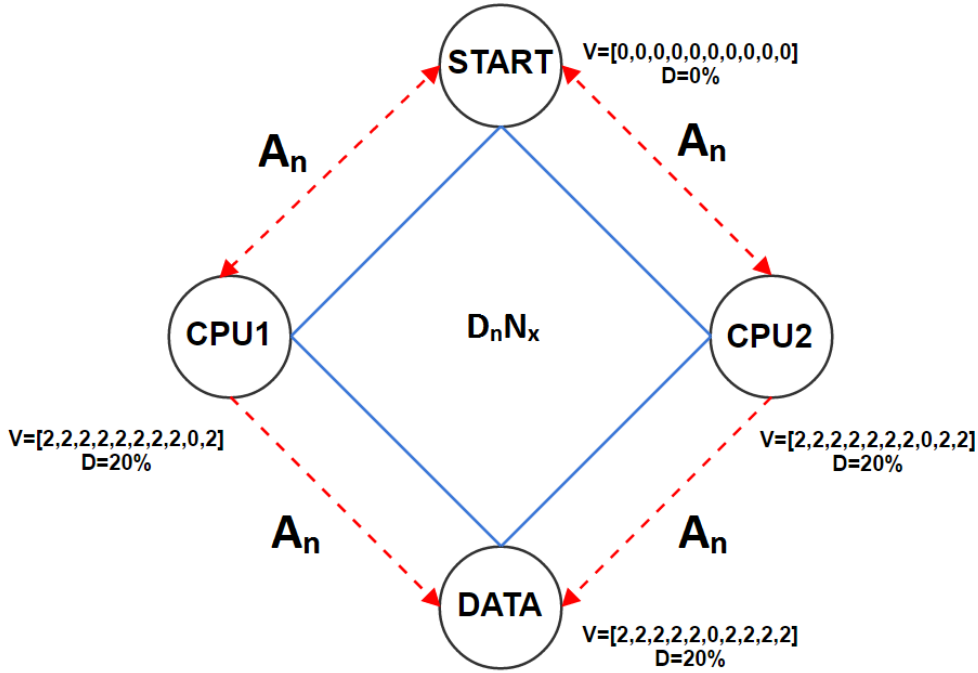 START
V=[0,0,0,0,0,0,0,0,0,0]
D=0%
Aₙ
Aₙ
CPU1
DₙNₓ
CPU2
V=[2,2,2,2,2,2,2,2,0,2]
D=20%
V=[2,2,2,2,2,2,2,0,2,2]
D=20%
Aₙ
Aₙ
DATA
V=[2,2,2,2,2,0,2,2,2,2]
D=20%